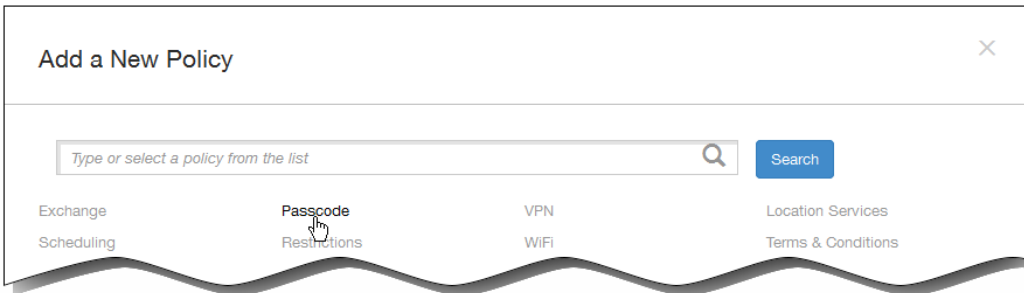 Add a New Policy
Type or select a policy from the list
Search
Exchange Passcode VPN Location Services
Scheduling Restrictions WiFi Terms & Conditions